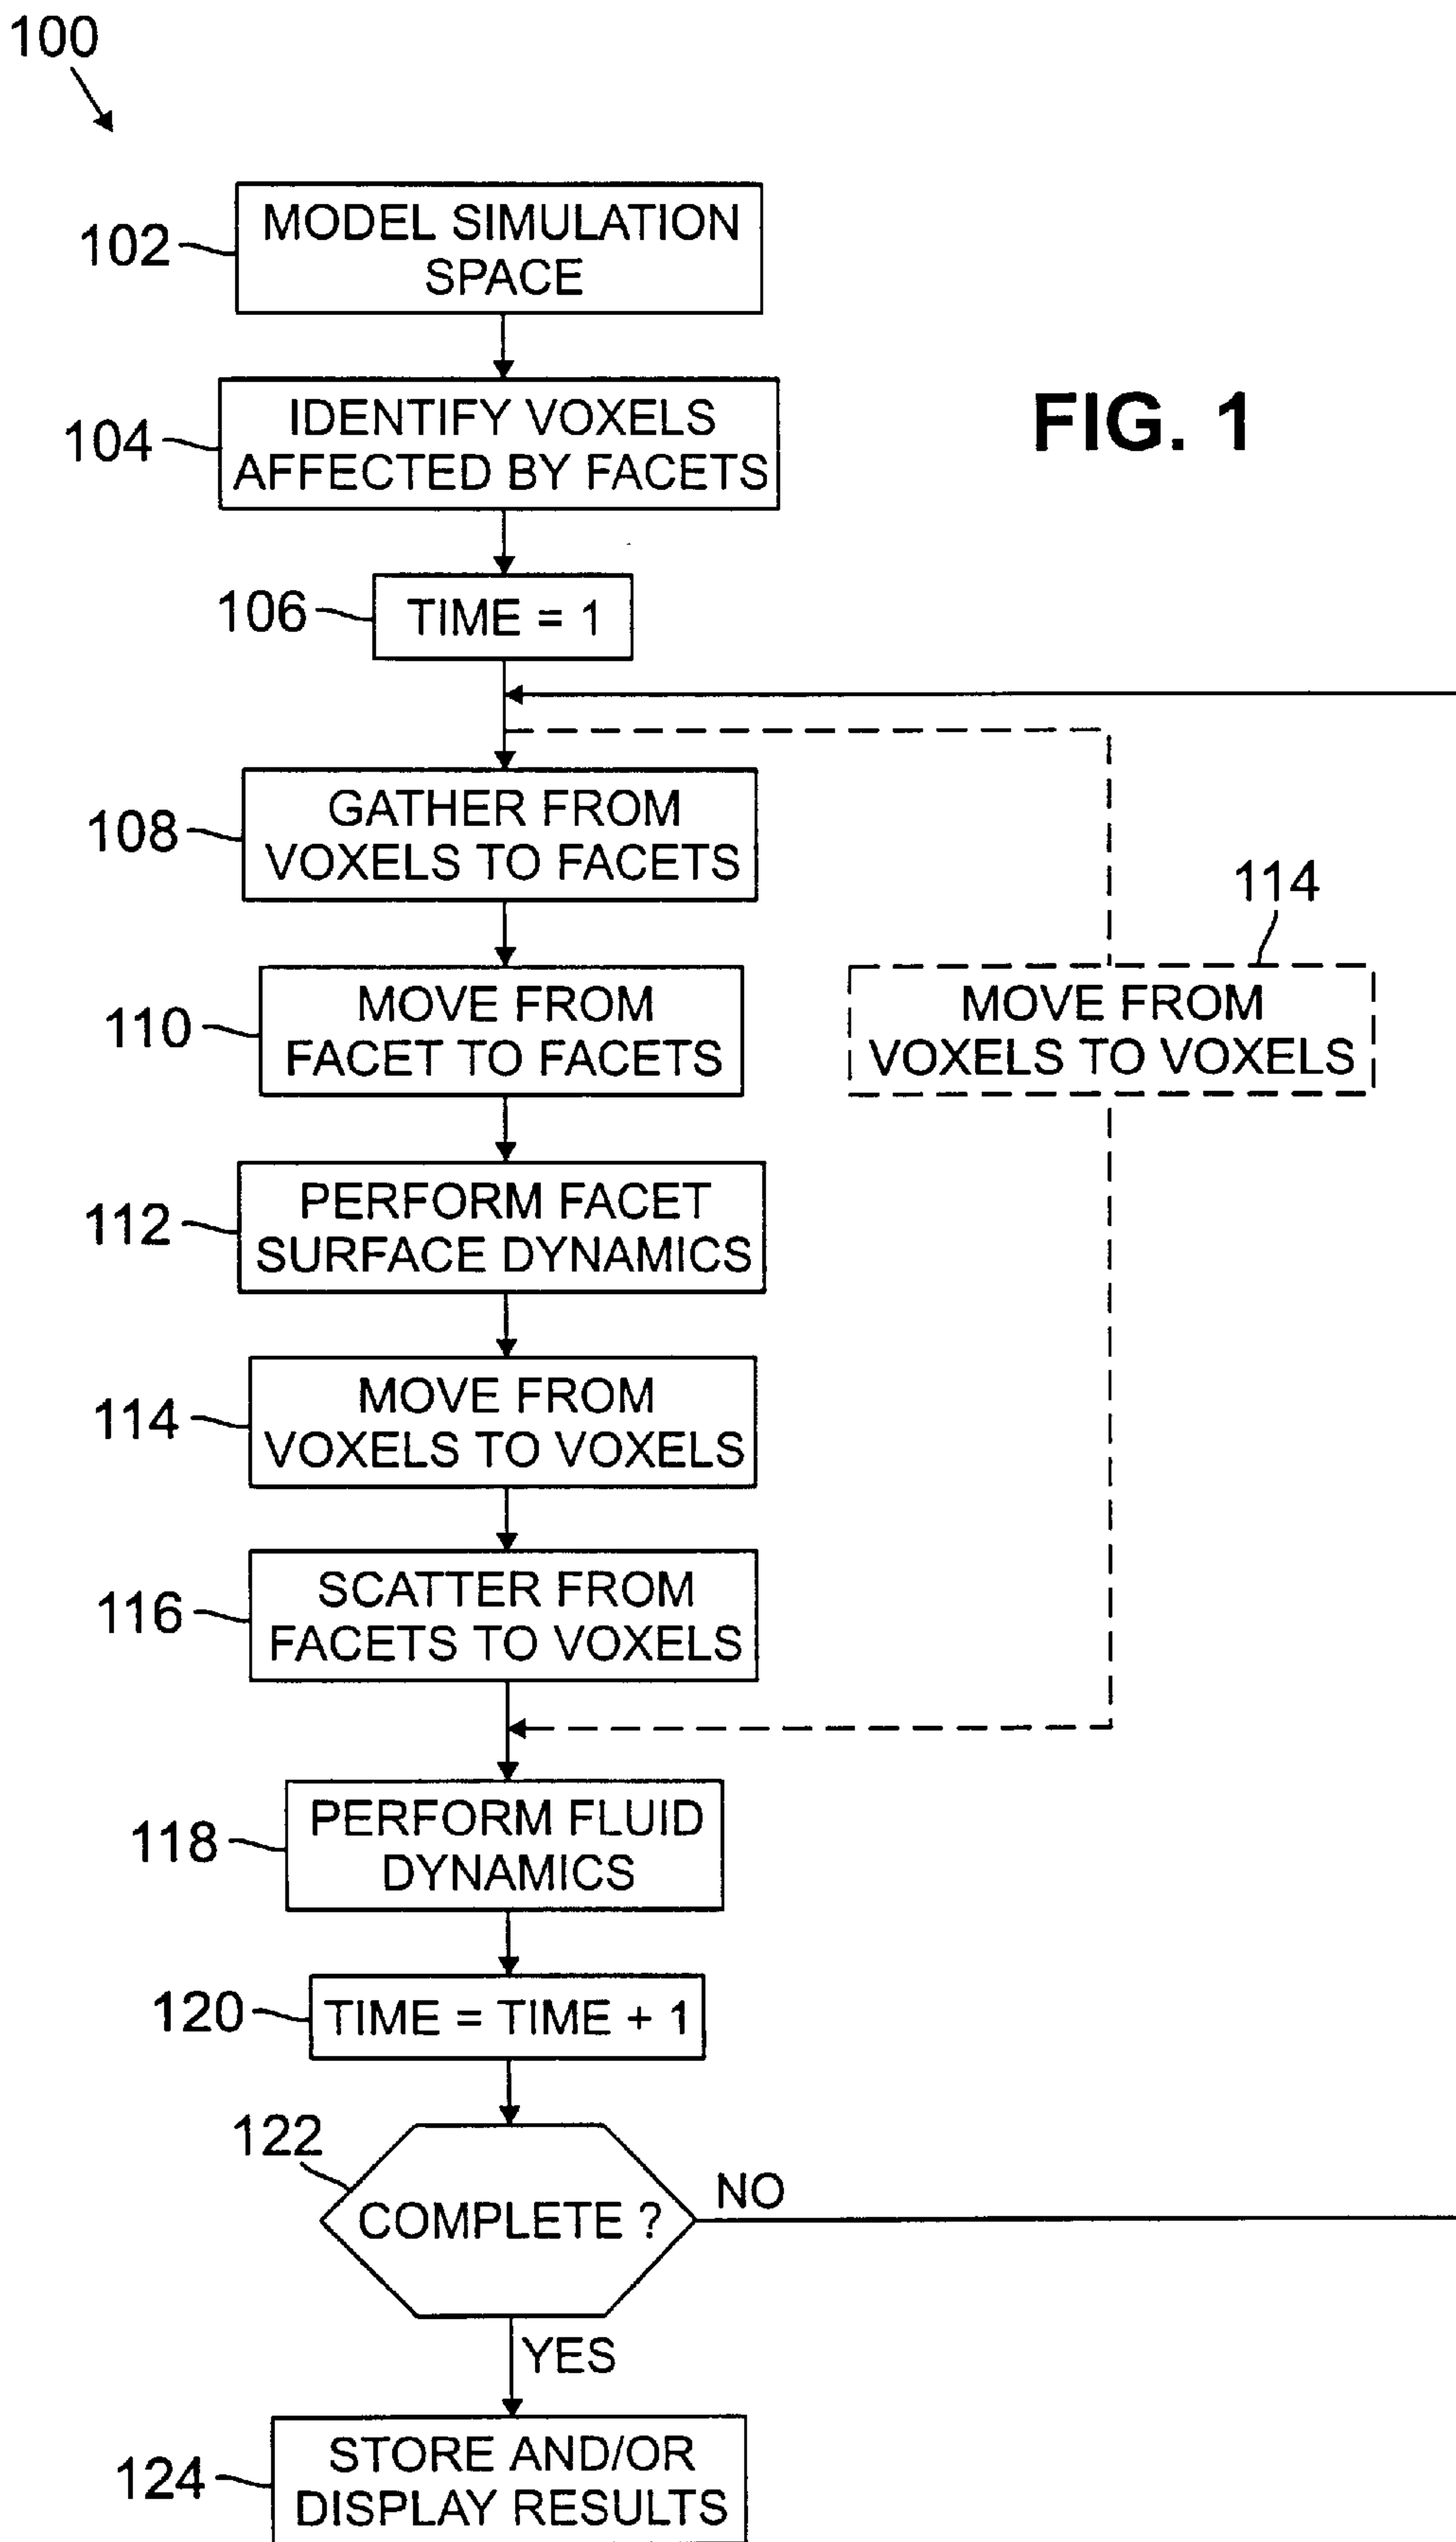 100
102
MODEL SIMULATION
SPACE
104
IDENTIFY VOXELS
AFFECTED BY FACETS
FIG. 1
106
TIME = 1
108
GATHER FROM
VOXELS TO FACETS
110
MOVE FROM
FACET TO FACETS
114
MOVE FROM
VOXELS TO VOXELS
112
PERFORM FACET
SURFACE DYNAMICS
114
MOVE FROM
VOXELS TO VOXELS
116
SCATTER FROM
FACETS TO VOXELS
118
PERFORM FLUID
DYNAMICS
120
TIME = TIME + 1
122
COMPLETE ?
NO
YES
124
STORE AND/OR
DISPLAY RESULTS